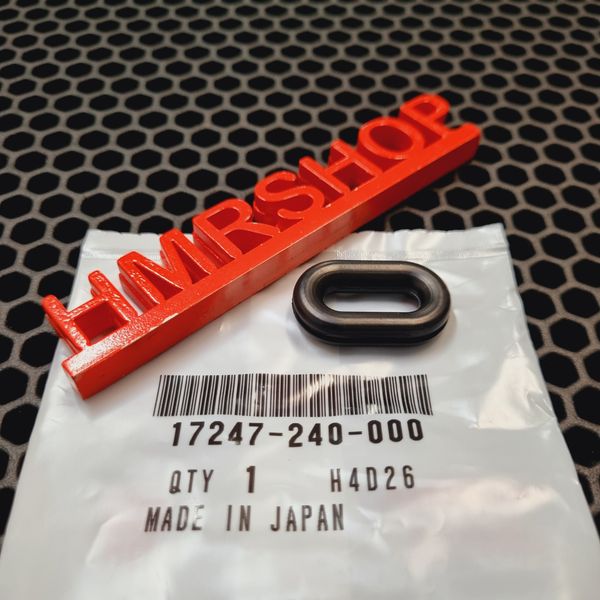 HMRSHOP
17247-240-000
QTY 1 H4D26
MADE IN JAPAN